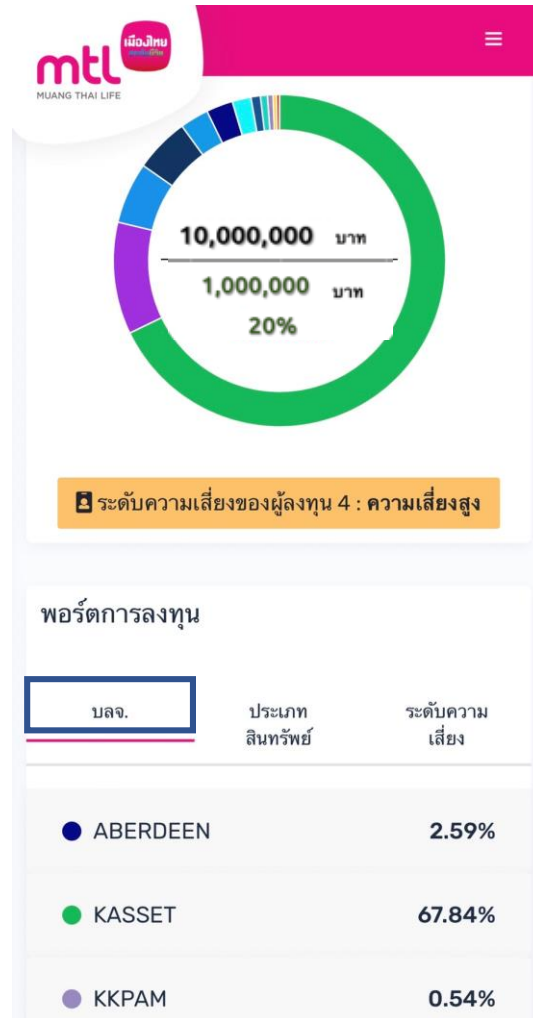 เมืองไทย
mtl
MUANG THAI LIFE
10,000,000 บาท
1,000,000 บาท
20%
ระดับความเสี่ยงของผู้ลงทุน 4 : ความเสี่ยงสูง
พอร์ตการลงทุน
บลจ.
ประเภท
สินทรัพย์
ระดับความ
เสี่ยง
ABERDEEN 2.59%
KASSET 67.84%
KKPAM 0.54%